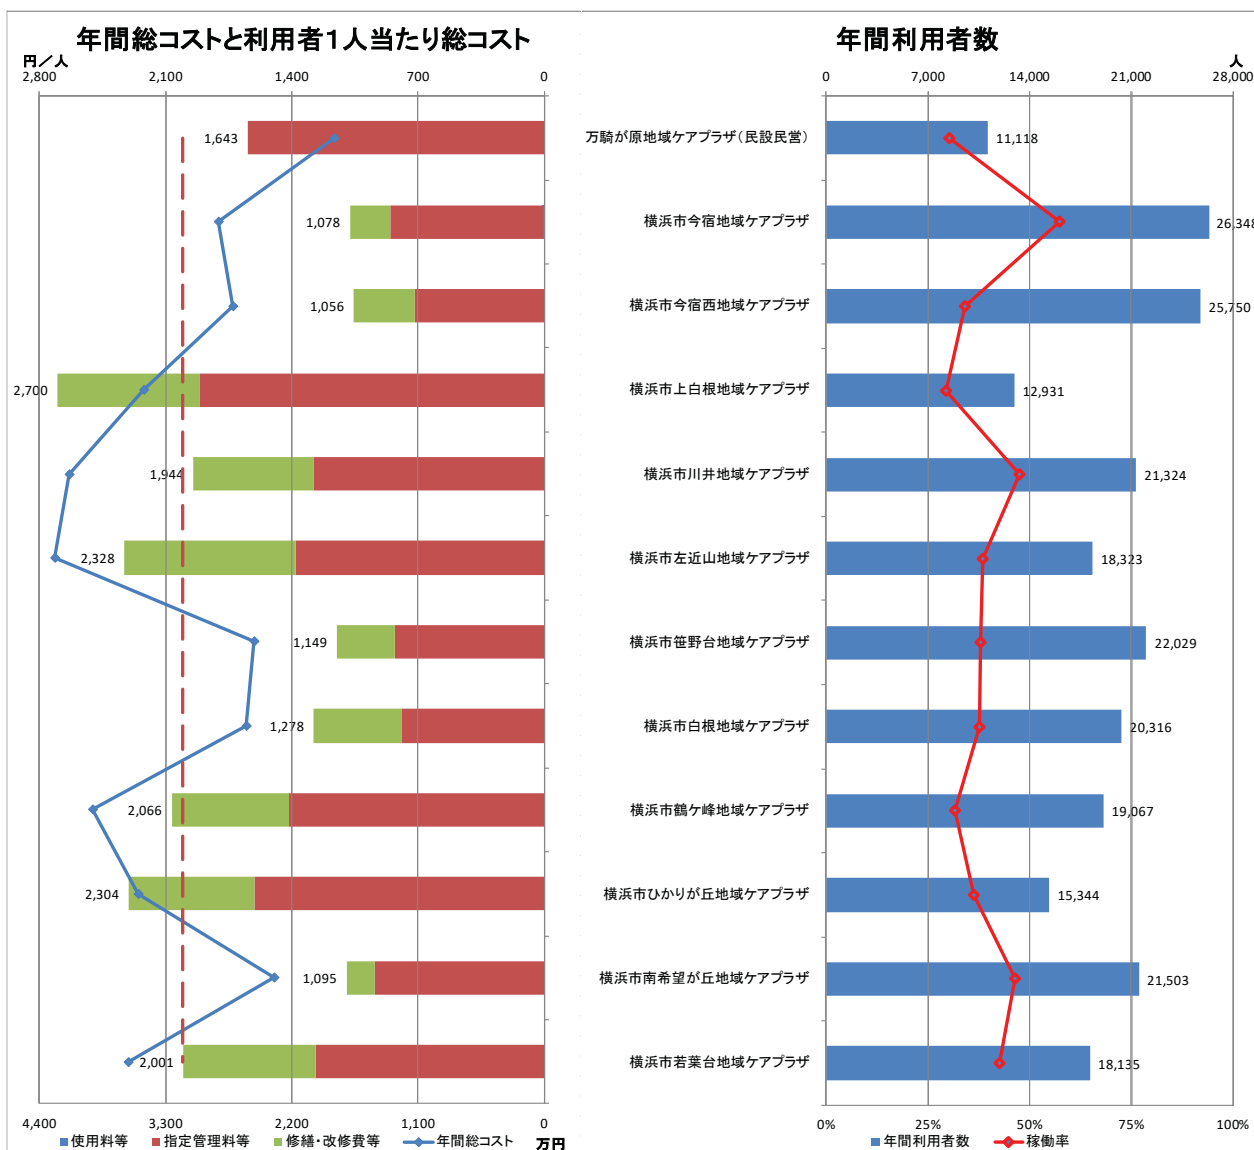 年間総コストと利用者1人当たり総コスト
円/人
2,800 2,100 1,400 700 0
1,643
1,078
1,056
2,700
1,944
2,328
1,149
1,278
2,066
2,304
1,095
2,001
4,400 3,300 2,200 1,100 0
万円
使用料等 指定管理料等 修繕・改修費等 年間総コスト
年間利用者数
人
0 7,000 14,000 21,000 28,000
万騎が原地域ケアプラザ(民設民営) 11,118
横浜市今宿地域ケアプラザ 26,348
横浜市今宿西地域ケアプラザ 25,750
横浜市上白根地域ケアプラザ 12,931
横浜市川井地域ケアプラザ 21,324
横浜市左近山地域ケアプラザ 18,323
横浜市笹野台地域ケアプラザ 22,029
横浜市白根地域ケアプラザ 20,316
横浜市鶴ケ峰地域ケアプラザ 19,067
横浜市ひかりが丘地域ケアプラザ 15,344
横浜市南希望が丘地域ケアプラザ 21,503
横浜市若葉台地域ケアプラザ 18,135
0% 25% 50% 75% 100%
年間利用者数 稼働率